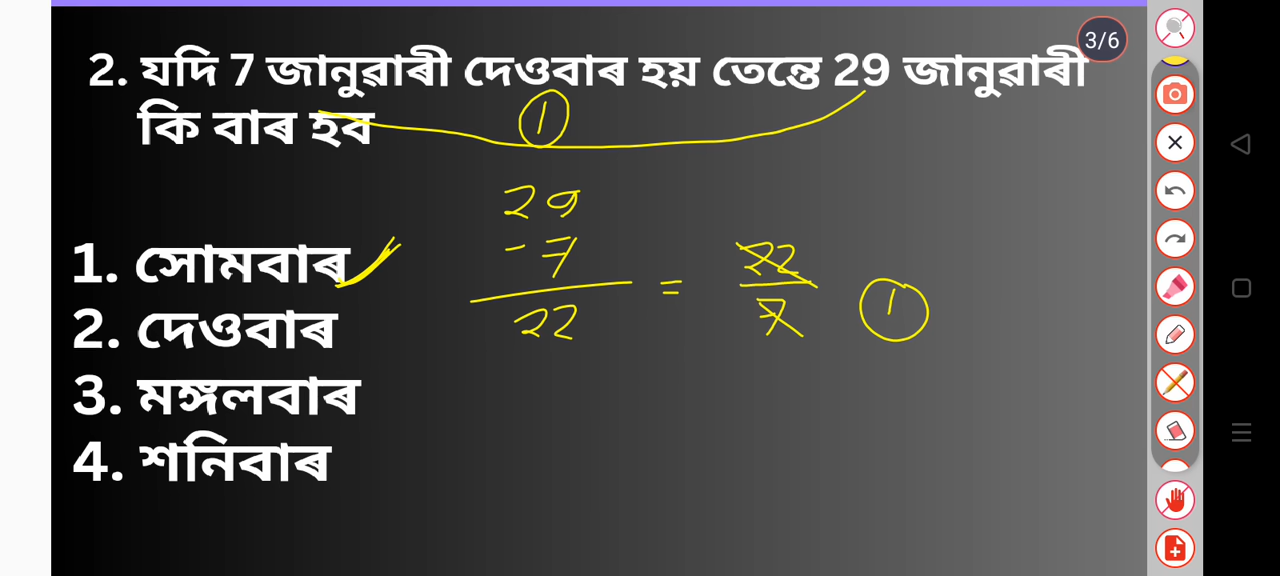 3/6
2. যদি 7 জানুৱাৰী দেওবাৰ হয় তেন্তে 29 জানুৱাৰী
কি বাৰ হব
1
29
1. সোমবাৰ
-7 = 22 1
22 7
2. দেওবাৰ
3. মঙ্গলবাৰ
4. শনিবাৰ